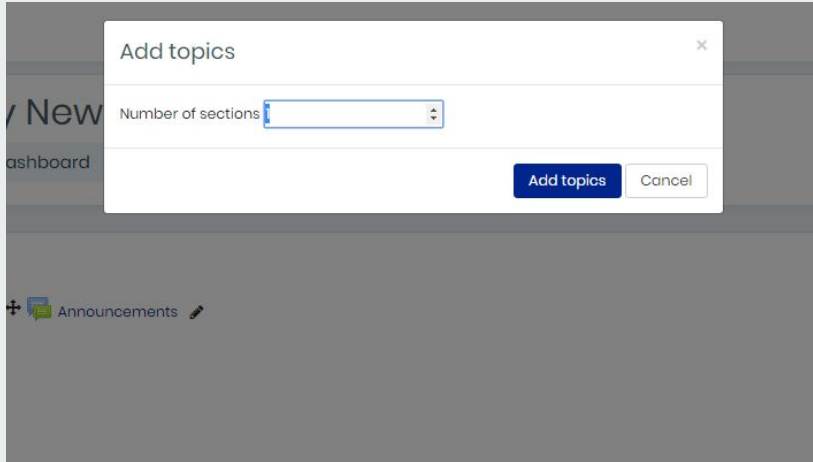 Add topics
×
y New
Number of sections 1
ashboard
Add topics Cancel
Announcements